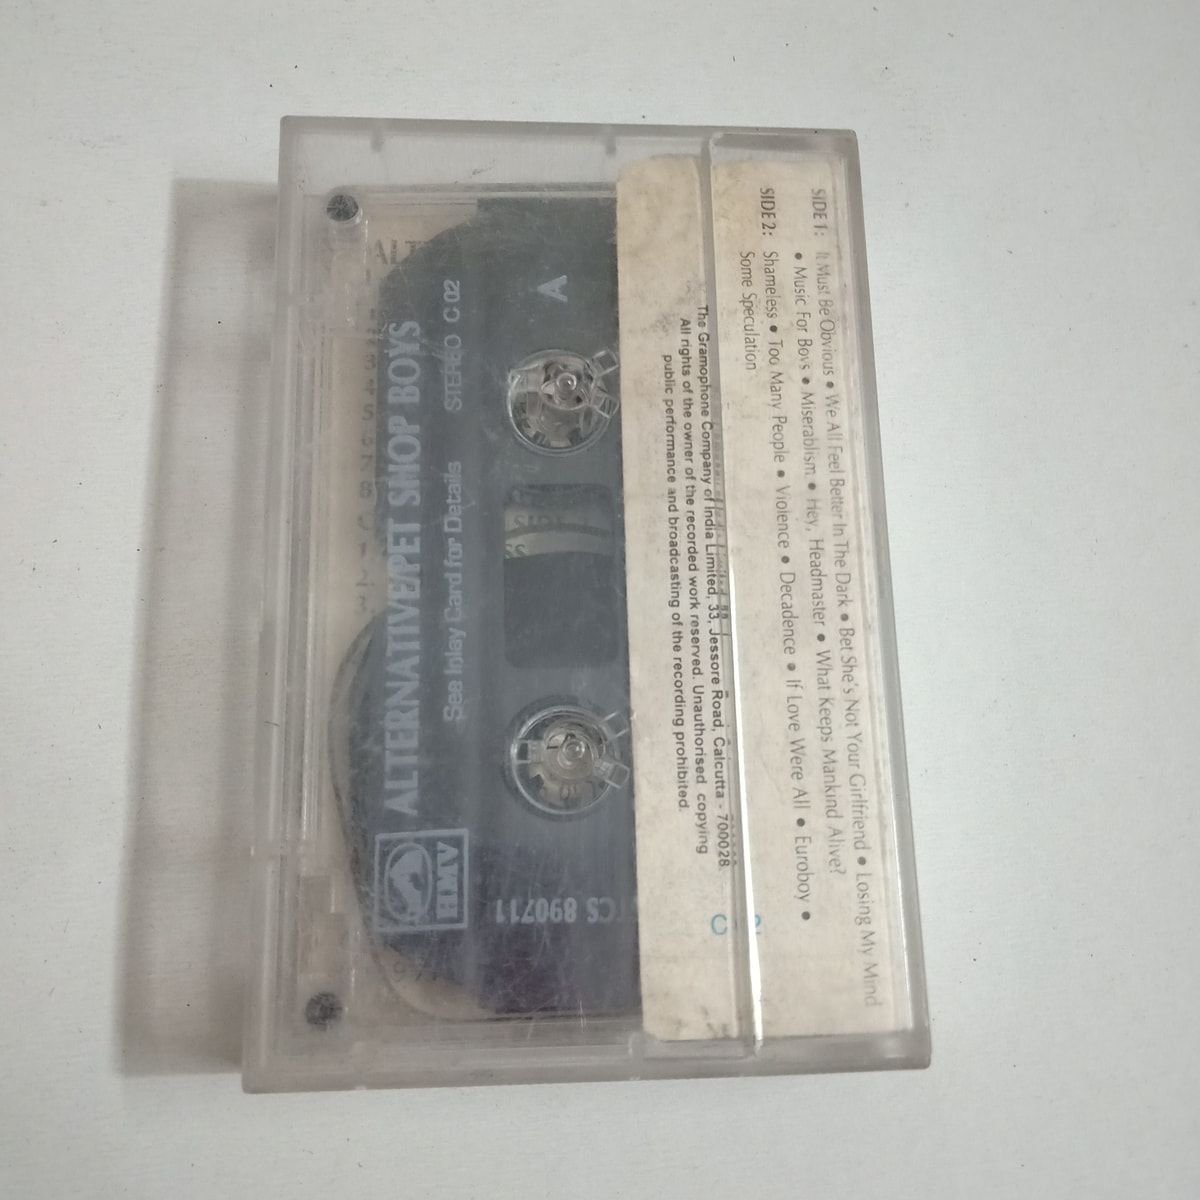 SIDE 1: It Must Be Obvious • We All Feel Better In The Dark • Bet She's Not Your Girlfriend • Losing My Mind
• Music For Boys • Miserablism • Hey, Headmaster • What Keeps Mankind Alive?
SIDE 2: Shameless • Too Many People • Violence • Decadence • If Love Were All • Euroboy •
Some Speculation
The Gramophone Company of India Limited, 33, Jessore Road, Calcutta - 700028.
All rights of the owner of the recorded work reserved. Unauthorised copying
public performance and broadcasting of the recording prohibited.
ALTERNATIVE/PET SHOP BOYS
STEREO C 02
See Inlay Card for Details
A
EMI
STCS 890711